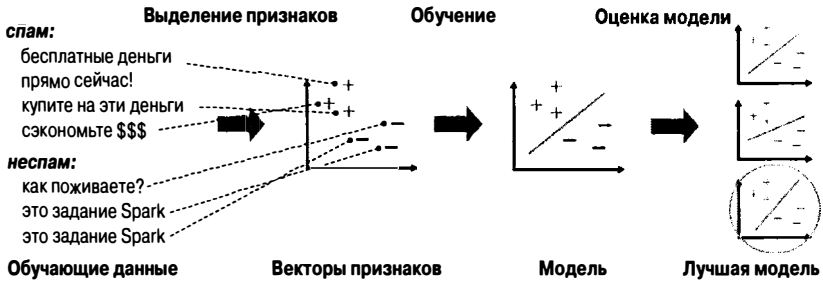 Выделение признаков
Обучение
Оценка модели
спам:
бесплатные деньги
прямо сейчас!
купите на эти деньги
сэкономьте $$$
неспам:
как поживаете?
это задание Spark
это задание Spark
Обучающие данные
Векторы признаков
Модель
Лучшая модель